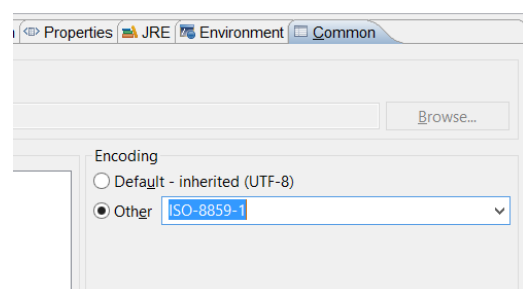 Properties JRE Environment Common
Browse...
Encoding
Default - inherited (UTF-8)
Other ISO-8859-1